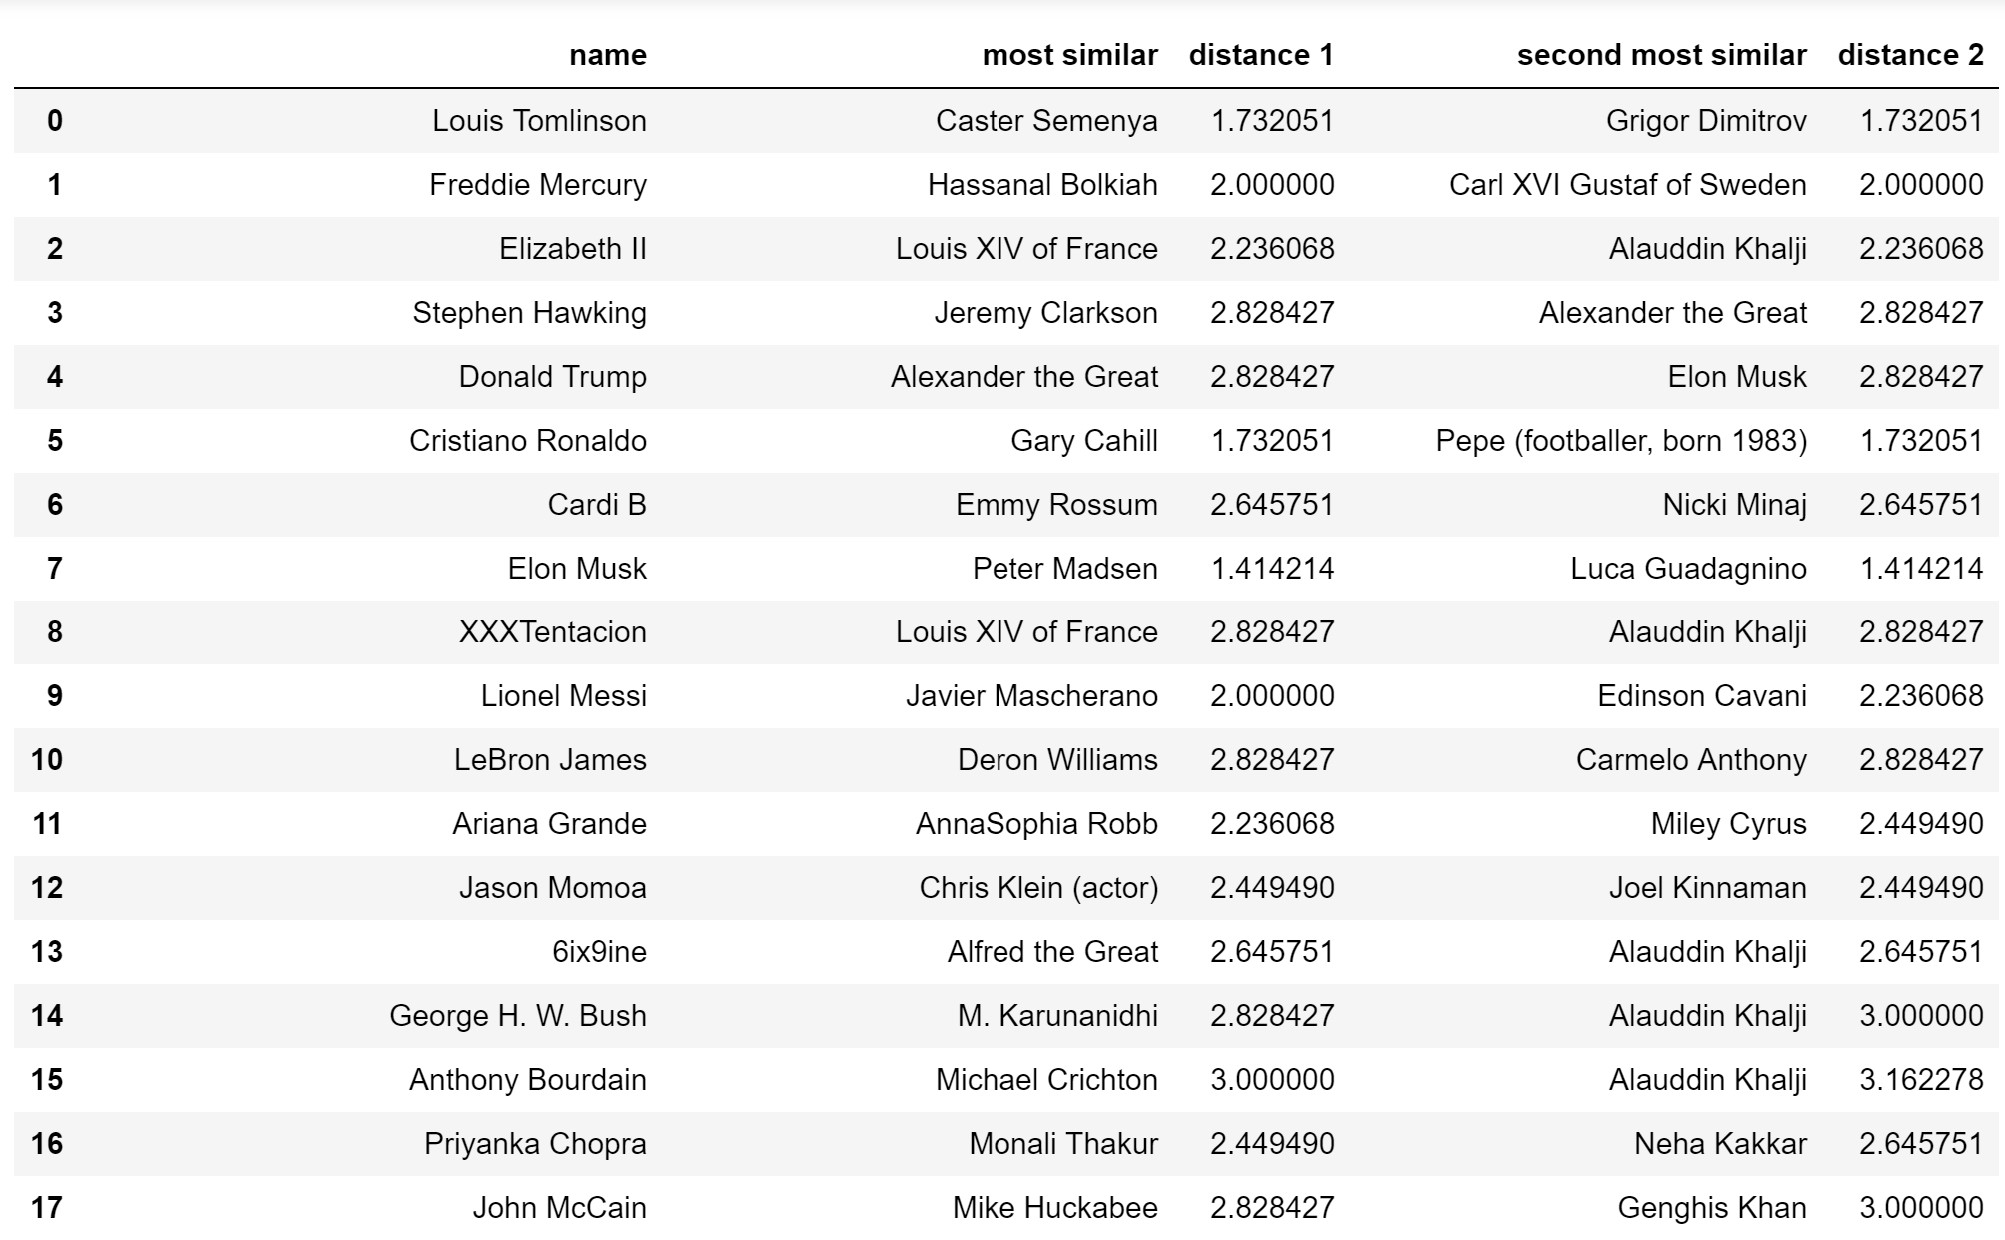 name most similar distance 1 second most similar distance 2
0 Louis Tomlinson Caster Semenya 1.732051 Grigor Dimitrov 1.732051
1 Freddie Mercury Hassanal Bolkiah 2.000000 Carl XVI Gustaf of Sweden 2.000000
2 Elizabeth II Louis XIV of France 2.236068 Alauddin Khalji 2.236068
3 Stephen Hawking Jeremy Clarkson 2.828427 Alexander the Great 2.828427
4 Donald Trump Alexander the Great 2.828427 Elon Musk 2.828427
5 Cristiano Ronaldo Gary Cahill 1.732051 Pepe (footballer, born 1983) 1.732051
6 Cardi B Emmy Rossum 2.645751 Nicki Minaj 2.645751
7 Elon Musk Peter Madsen 1.414214 Luca Guadagnino 1.414214
8 XXXTentacion Louis XIV of France 2.828427 Alauddin Khalji 2.828427
9 Lionel Messi Javier Mascherano 2.000000 Edinson Cavani 2.236068
10 LeBron James Deron Williams 2.828427 Carmelo Anthony 2.828427
11 Ariana Grande AnnaSophia Robb 2.236068 Miley Cyrus 2.449490
12 Jason Momoa Chris Klein (actor) 2.449490 Joel Kinnaman 2.449490
13 6ix9ine Alfred the Great 2.645751 Alauddin Khalji 2.645751
14 George H. W. Bush M. Karunanidhi 2.828427 Alauddin Khalji 3.000000
15 Anthony Bourdain Michael Crichton 3.000000 Alauddin Khalji 3.162278
16 Priyanka Chopra Monali Thakur 2.449490 Neha Kakkar 2.645751
17 John McCain Mike Huckabee 2.828427 Genghis Khan 3.000000